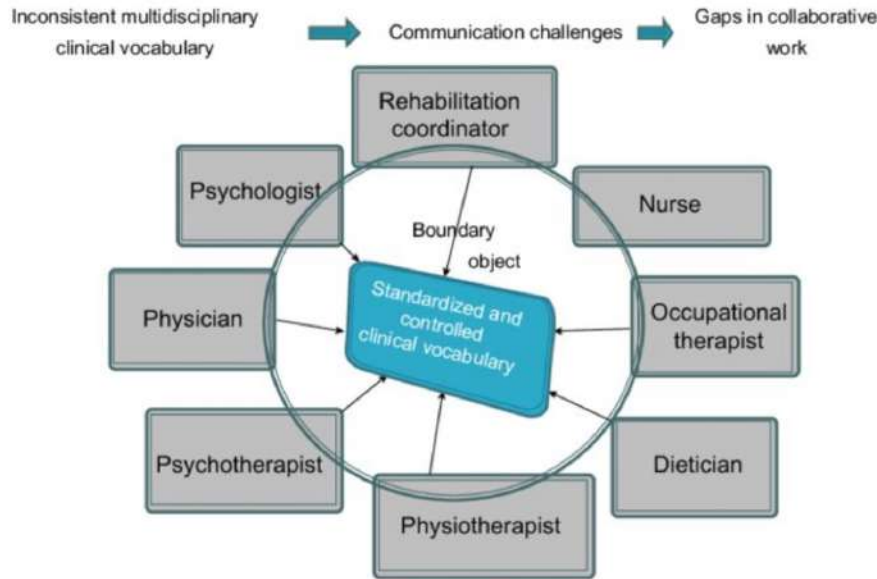 Inconsistent multidisciplinary
clinical vocabulary
Communication challenges
Gaps in collaborative
work
Rehabilitation
coordinator
Psychologist
Nurse
Boundary
object
Physician
Standardized and
controlled
clinical vocabulary
Occupational
therapist
Psychotherapist
Dietician
Physiotherapist